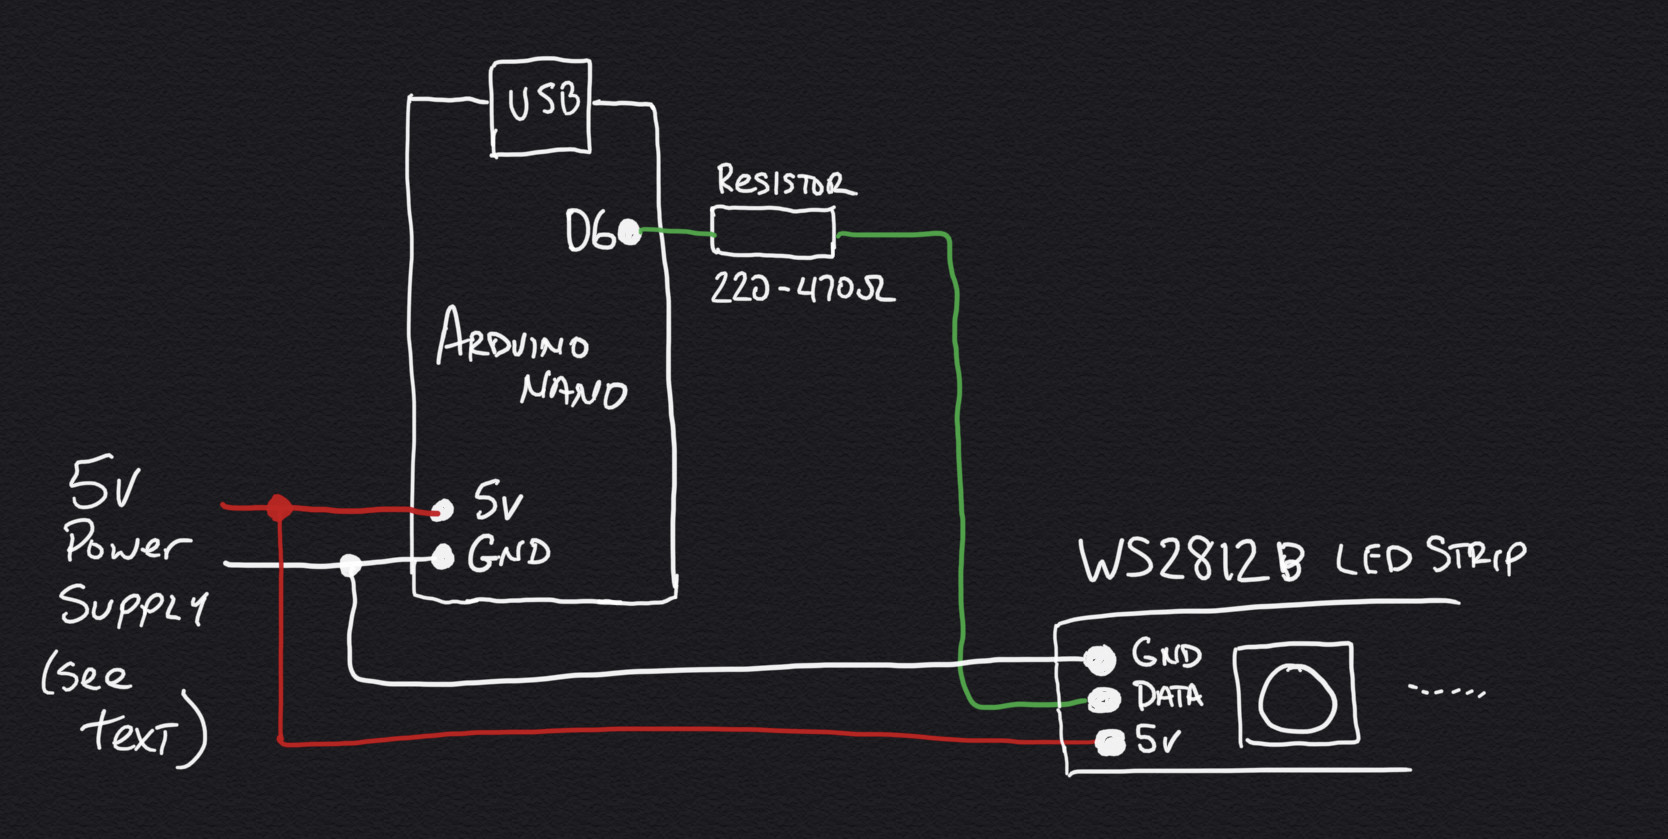 USB
RESISTOR
D6
220-470Ω
ARDUINO
NANO
5V
GND
5V
POWER
SUPPLY
(see
text)
WS2812B LED STRIP
GND
DATA
5V